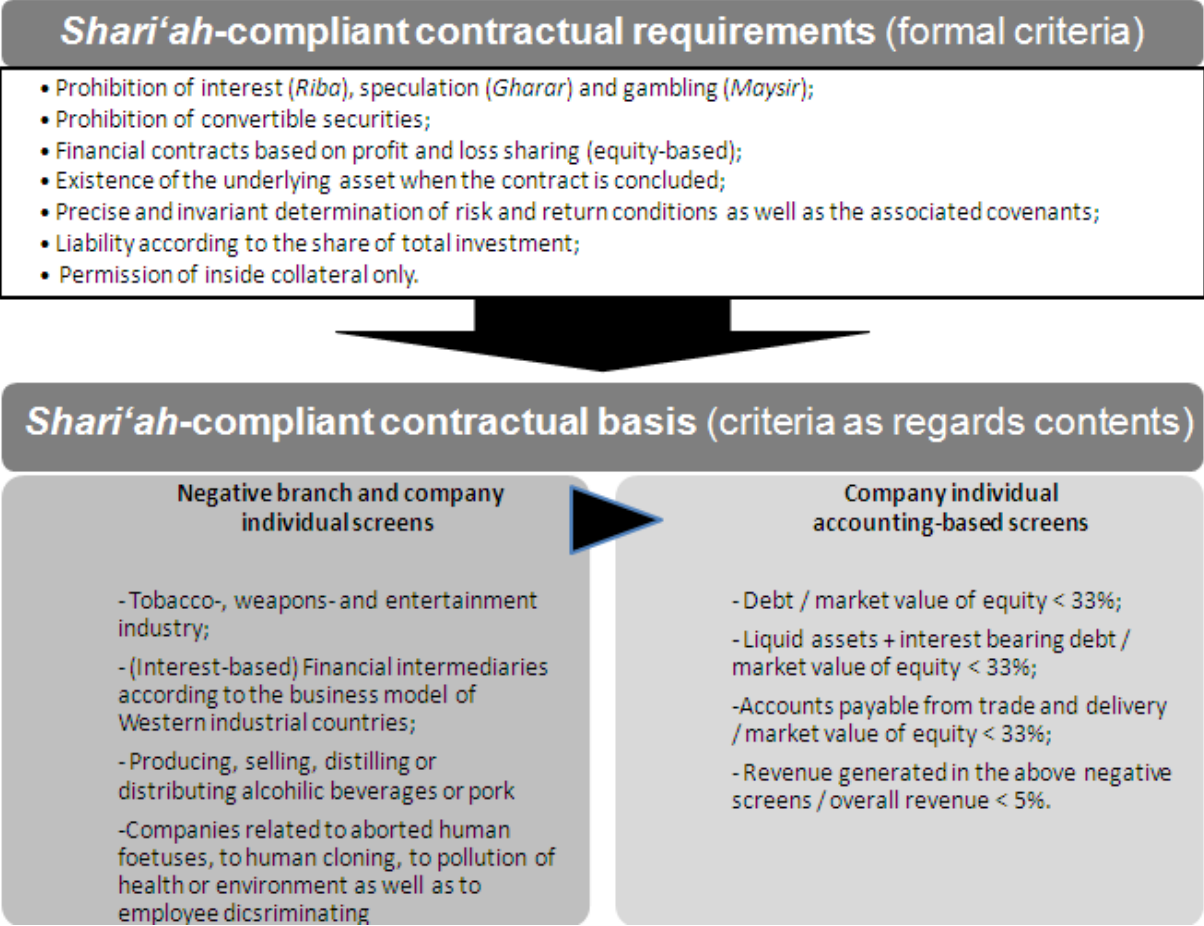 Shari‘ah-compliant contractual requirements (formal criteria)
• Prohibition of interest (Riba), speculation (Gharar) and gambling (Maysir);
• Prohibition of convertible securities;
• Financial contracts based on profit and loss sharing (equity-based);
• Existence of the underlying asset when the contract is concluded;
• Precise and invariant determination of risk and return conditions as well as the associated covenants;
• Liability according to the share of total investment;
• Permission of inside collateral only.
Shari‘ah-compliant contractual basis (criteria as regards contents)
Negative branch and company
individual screens
- Tobacco-, weapons- and entertainment
industry;
- (Interest-based) Financial intermediaries
according to the business model of
Western industrial countries;
- Producing, selling, distilling or
distributing alcohilic beverages or pork
-Companies related to aborted human
foetuses, to human cloning, to pollution of
health or environment as well as to
employee dicsriminating
Company individual
accounting-based screens
- Debt / market value of equity < 33%;
- Liquid assets + interest bearing debt /
market value of equity < 33%;
-Accounts payable from trade and delivery
/ market value of equity < 33%;
- Revenue generated in the above negative
screens / overall revenue < 5%.